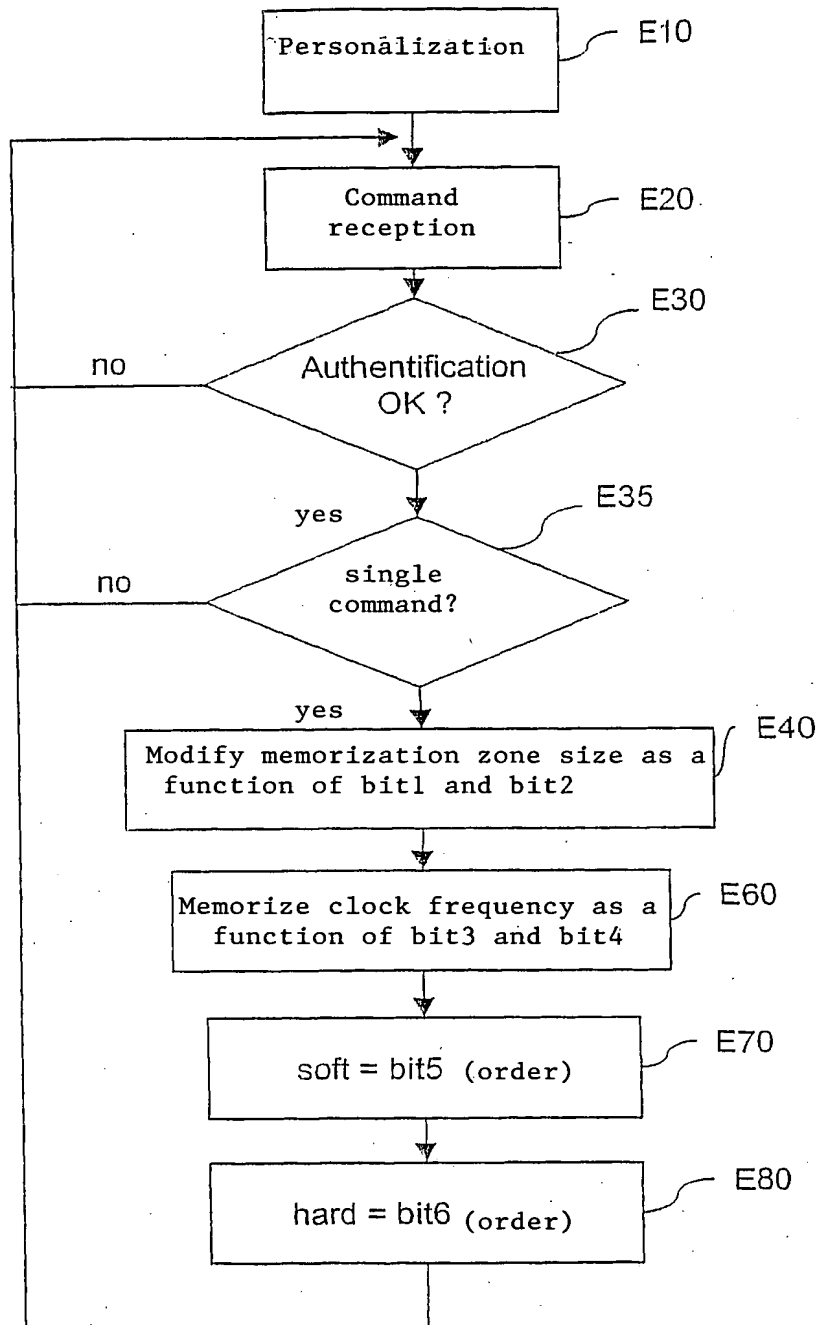 Personalization
E10
Command
reception
E20
E30
Authentification
OK ?
no
yes
E35
single
command?
no
yes
E40
Modify memorization zone size as a
function of bit1 and bit2
E60
Memorize clock frequency as a
function of bit3 and bit4
E70
soft = bit5 (order)
E80
hard = bit6 (order)